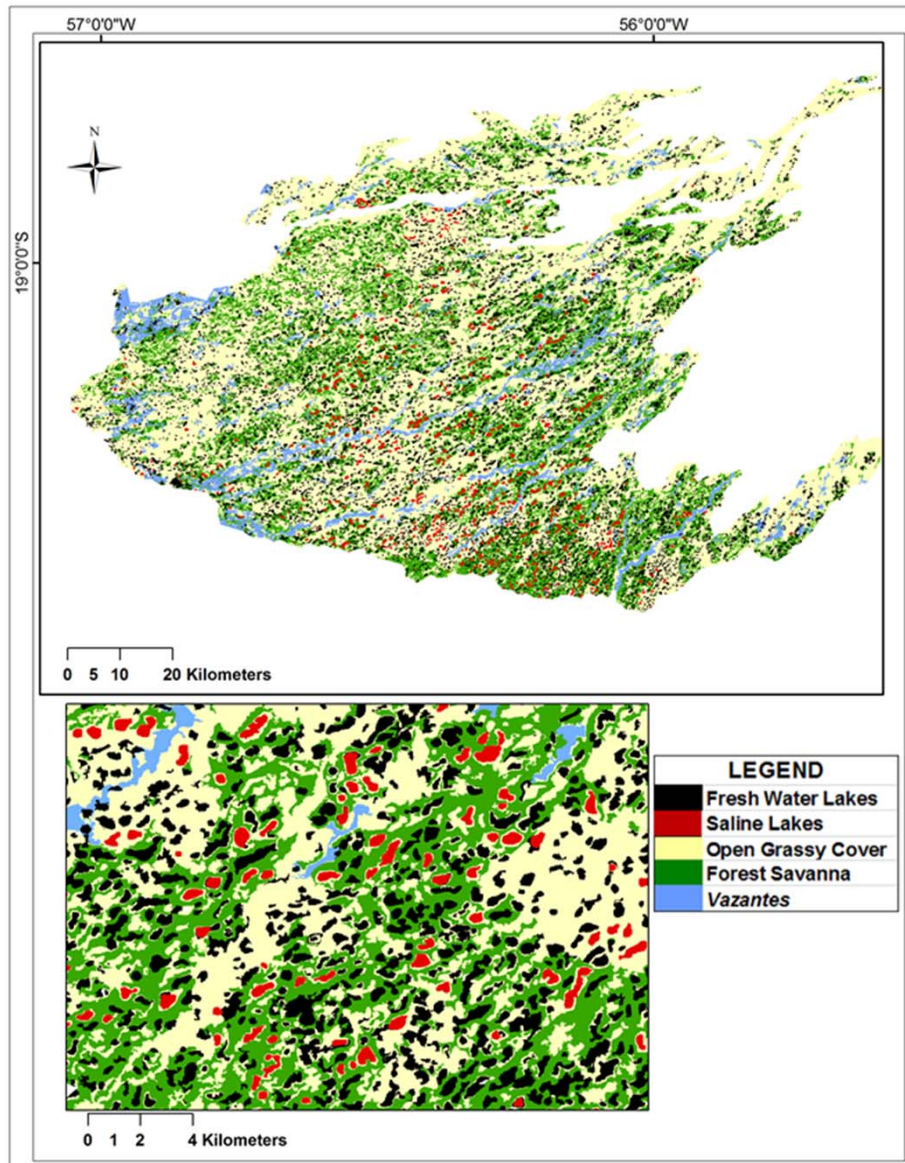 57°0'0"W 56°0'0"W
N
19°0'0"S
0 5 10 20 Kilometers
LEGEND
Fresh Water Lakes
Saline Lakes
Open Grassy Cover
Forest Savanna
Vazantes
0 1 2 4 Kilometers